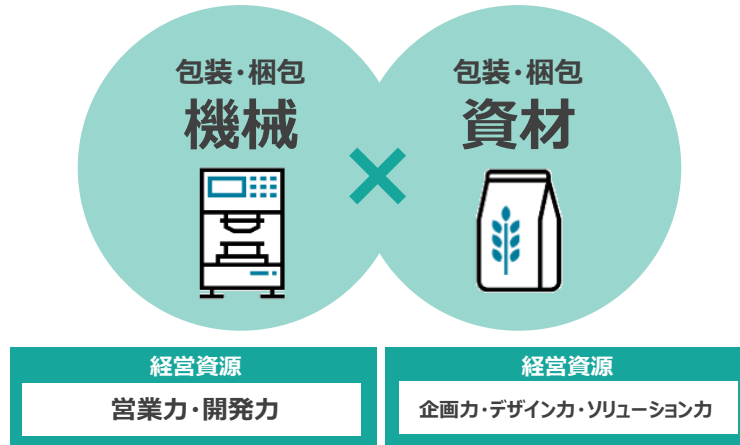 包装・梱包
機械
包装・梱包
資材
×
経営資源
営業力・開発力
経営資源
企画力・デザイン力・ソリューション力